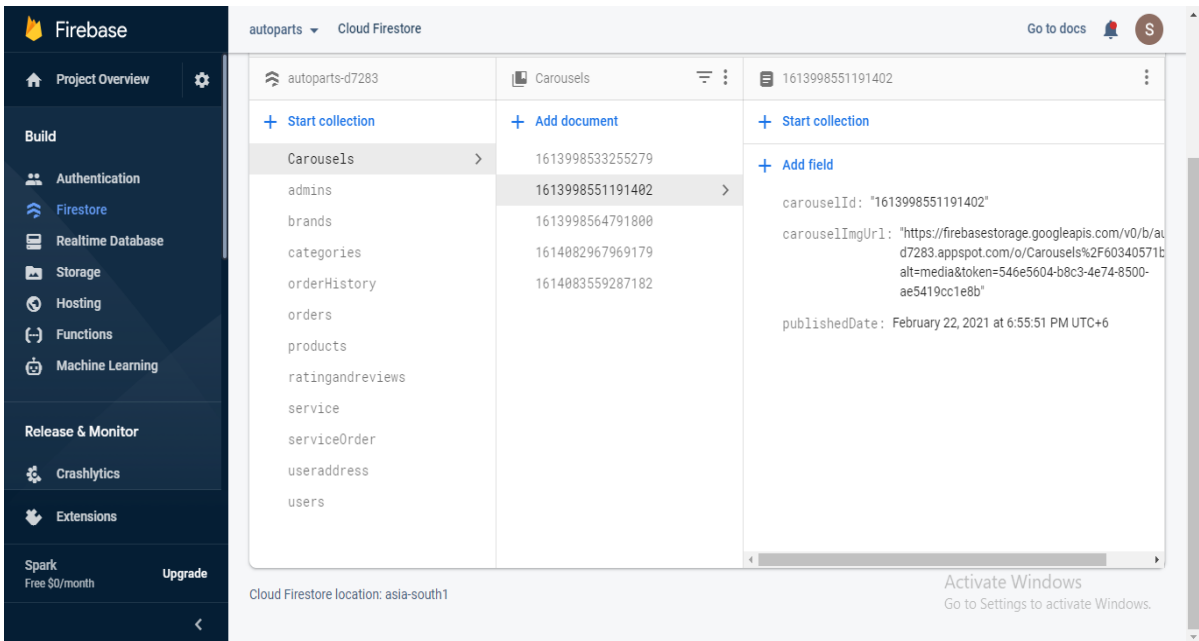 Firebase
autoparts
Cloud Firestore
Go to docs
S
Project Overview
Build
Authentication
Firestore
Realtime Database
Storage
Hosting
Functions
Machine Learning
Release & Monitor
Crashlytics
Extensions
Spark
Free $0/month
Upgrade
autoparts-d7283
+ Start collection
Carousels
admins
brands
categories
orderHistory
orders
products
ratingandreviews
service
serviceOrder
useraddress
users
Carousels
+ Add document
1613998533255279
1613998551191402
1613998564791800
1614082967969179
1614083559287182
1613998551191402
+ Start collection
+ Add field
carouselId: "1613998551191402"
carouselImgUrl: "https://firebasestorage.googleapis.com/v0/b/au
d7283.appspot.com/o/Carousels%2F60340571b
alt=media&token=546e5604-b8c3-4e74-8500-
ae5419cc1e8b"
publishedDate: February 22, 2021 at 6:55:51 PM UTC+6
Cloud Firestore location: asia-south1
Activate Windows
Go to Settings to activate Windows.